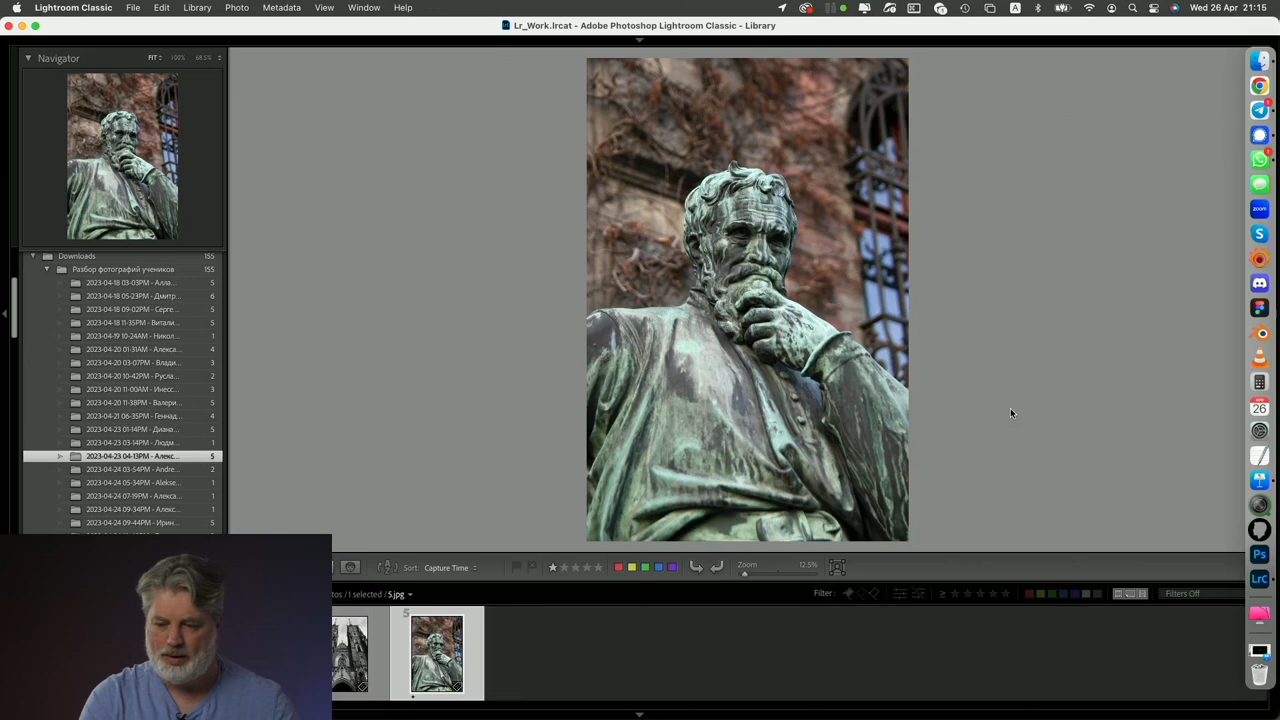 Lightroom Classic File Edit Library Photo Metadata View Window Help Wed 26 Apr 21:15
Lr_Work.lrcat - Adobe Photoshop Lightroom Classic - Library
Navigator FIT 100% 68.5%
Downloads 155
Разбор фотографий учеников 155
2023-04-18 03-03PM - Алла... 5
2023-04-18 05-23PM - Дмитр... 6
2023-04-18 09-02PM - Серге... 5
2023-04-18 11-35PM - Витали... 5
2023-04-19 10-24AM - Никол... 1
2023-04-20 01-31AM - Алекса... 4
2023-04-20 03-07PM - Влади... 3
2023-04-20 10-42PM - Русла... 2
2023-04-20 11-00AM - Инесс... 3
2023-04-20 11-38PM - Валери... 2
2023-04-21 06-35PM - Геннад... 4
2023-04-23 01-14PM - Диана... 5
2023-04-23 03-14PM - Людм... 1
2023-04-23 04-13PM - Алекс... 5
2023-04-24 03-54PM - Andre... 2
2023-04-24 05-34PM - Alekse... 1
2023-04-24 07-19PM - Алекса... 1
2023-04-24 09-34PM - Алекс... 1
2023-04-24 09-44PM - Ирин... 5
Sort: Capture Time Zoom 12.5%
/ 1 selected / 5.jpg Filter: Filters Off
5
zoom
APR
26
Ps
LrC